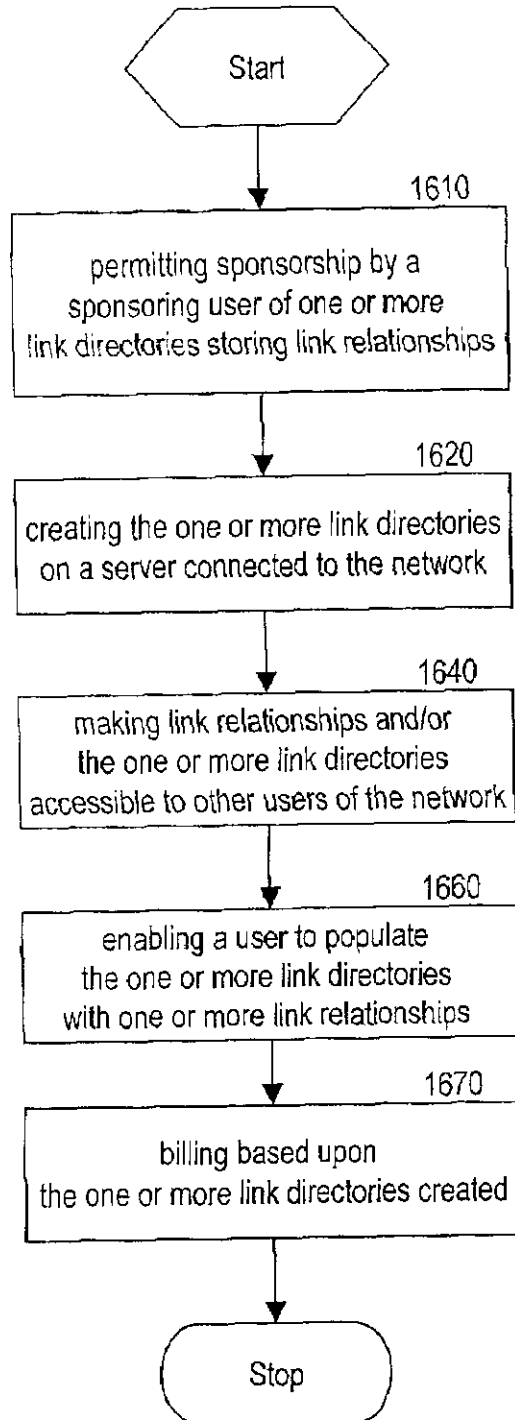 Start
1610
permitting sponsorship by a
sponsoring user of one or more
link directories storing link relationships
1620
creating the one or more link directories
on a server connected to the network
1640
making link relationships and/or
the one or more link directories
accessible to other users of the network
1660
enabling a user to populate
the one or more link directories
with one or more link relationships
1670
billing based upon
the one or more link directories created
Stop